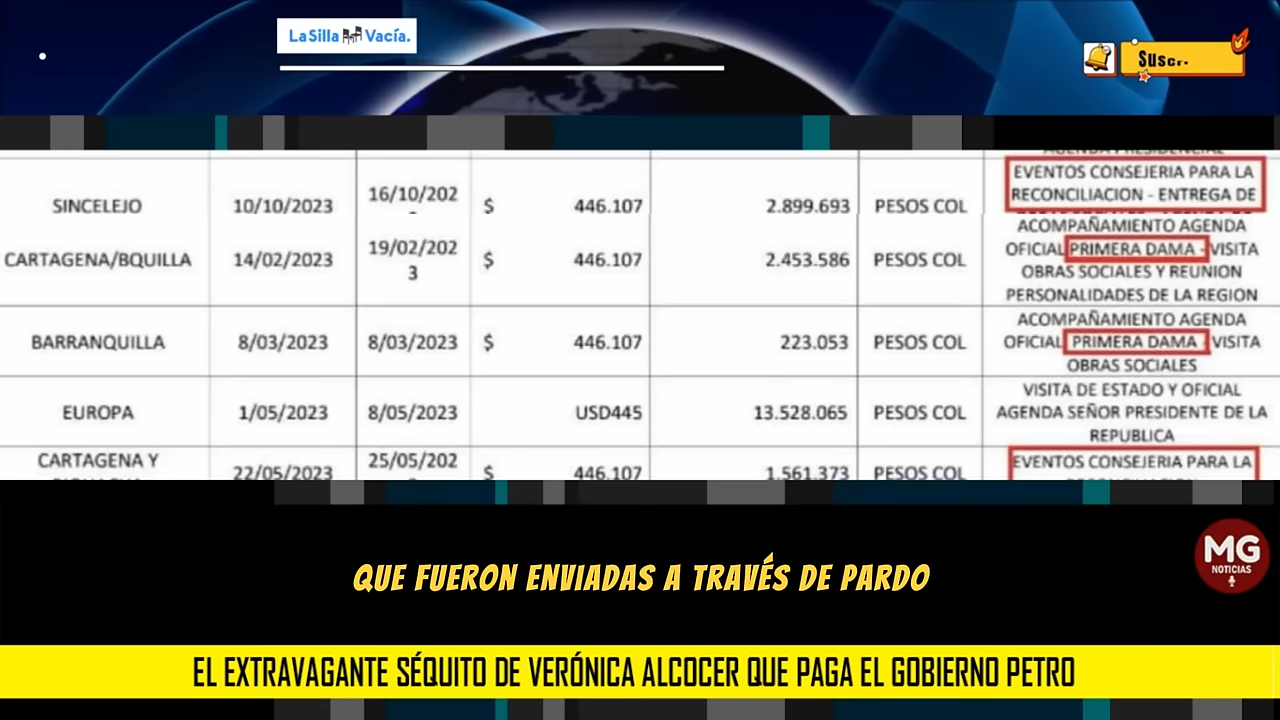 La Silla Vacía.
Suscr.
AGENDA PRESIDENCIAL
SINCELEJO 10/10/2023 16/10/202 $ 446.107 2.899.693 PESOS COL EVENTOS CONSEJERIA PARA LA
RECONCILIACION - ENTREGA DE
CARTAGENA/BQUILLA 14/02/2023 19/02/202 $ 446.107 2.453.586 PESOS COL ACOMPAÑAMIENTO AGENDA
3 OFICIAL PRIMERA DAMA - VISITA
OBRAS SOCIALES Y REUNION
PERSONALIDADES DE LA REGION
BARRANQUILLA 8/03/2023 8/03/2023 $ 446.107 223.053 PESOS COL ACOMPAÑAMIENTO AGENDA
OFICIAL PRIMERA DAMA - VISITA
OBRAS SOCIALES
EUROPA 1/05/2023 8/05/2023 USD445 13.528.065 PESOS COL VISITA DE ESTADO Y OFICIAL
AGENDA SEÑOR PRESIDENTE DE LA
REPUBLICA
CARTAGENA Y 22/05/2023 25/05/202 $ 446.107 1.561.373 PESOS COL EVENTOS CONSEJERIA PARA LA
QUE FUERON ENVIADAS A TRAVÉS DE PARDO
MG
NOTICIAS
EL EXTRAVAGANTE SÉQUITO DE VERÓNICA ALCOCER QUE PAGA EL GOBIERNO PETRO